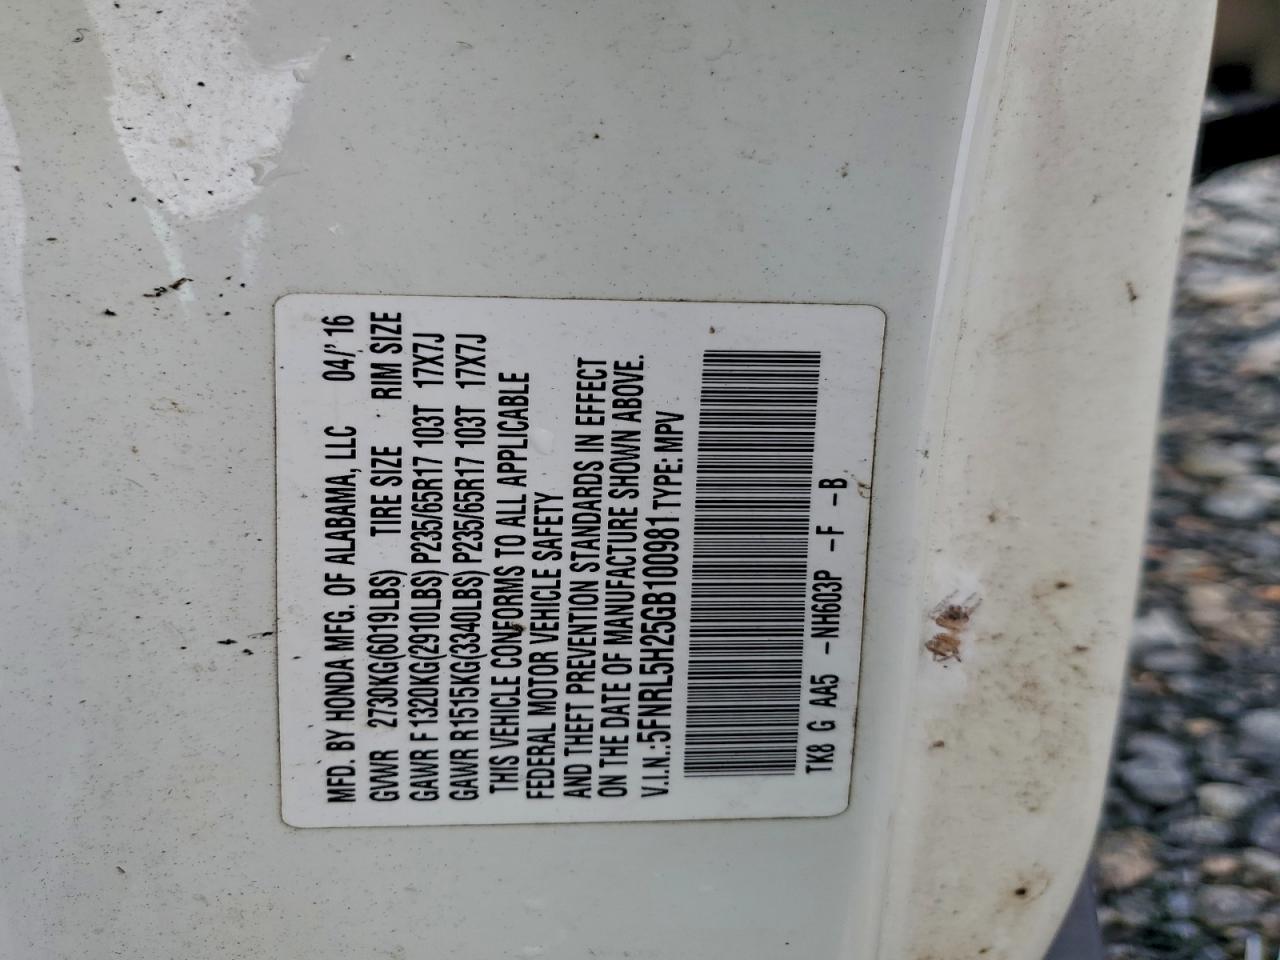 MFD. BY HONDA MFG. OF ALABAMA, LLC 04/'16
GVWR 2730KG(6019LBS) TIRE SIZE RIM SIZE
GAWR F1320KG(2910LBS) P235/65R17 103T 17X7J
GAWR R1515KG(3340LBS) P235/65R17 103T 17X7J
THIS VEHICLE CONFORMS TO ALL APPLICABLE
FEDERAL MOTOR VEHICLE SAFETY
AND THEFT PREVENTION STANDARDS IN EFFECT
ON THE DATE OF MANUFACTURE SHOWN ABOVE.
V.I.N.:5FNRL5H25GB100981 TYPE: MPV
TK8 G AA5 -NH603P -F -B